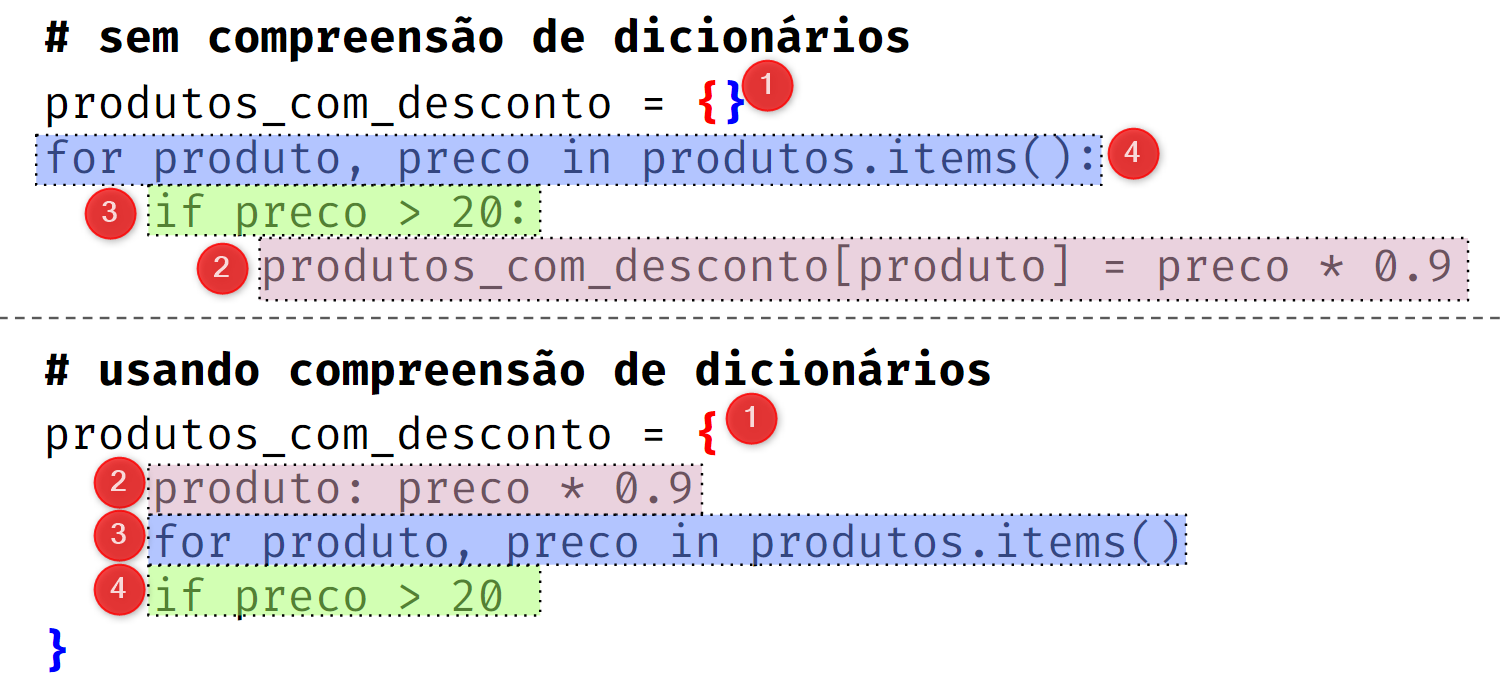 # sem compreensão de dicionários
produtos_com_desconto = {} 1
for produto, preco in produtos.items(): 4
3 if preco > 20:
2 produtos_com_desconto[produto] = preco * 0.9
# usando compreensão de dicionários
produtos_com_desconto = { 1
2 produto: preco * 0.9
3 for produto, preco in produtos.items()
4 if preco > 20
}